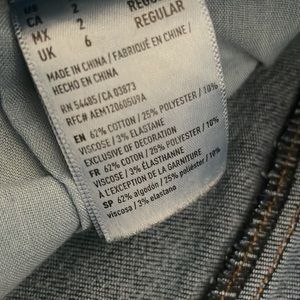 CA 2 REGULAR
MX 2 REGULAR
UK 6
MADE IN CHINA / FABRIQUÉ EN CHINE /
HECHO EN CHINA
RN 54485/CA 03873
RFC# AEM120605U9A
EN 62% COTTON / 25% POLYESTER / 10%
VISCOSE / 3% ELASTANE
EXCLUSIVE OF DECORATION
FR 62% COTON / 25% POLYESTER / 10%
VISCOSE / 3% ÉLASTHANNE
À L'EXCEPTION DE LA GARNITURE
SP 62% algodón / 25% poliéster / 10%
viscosa / 3% elastano